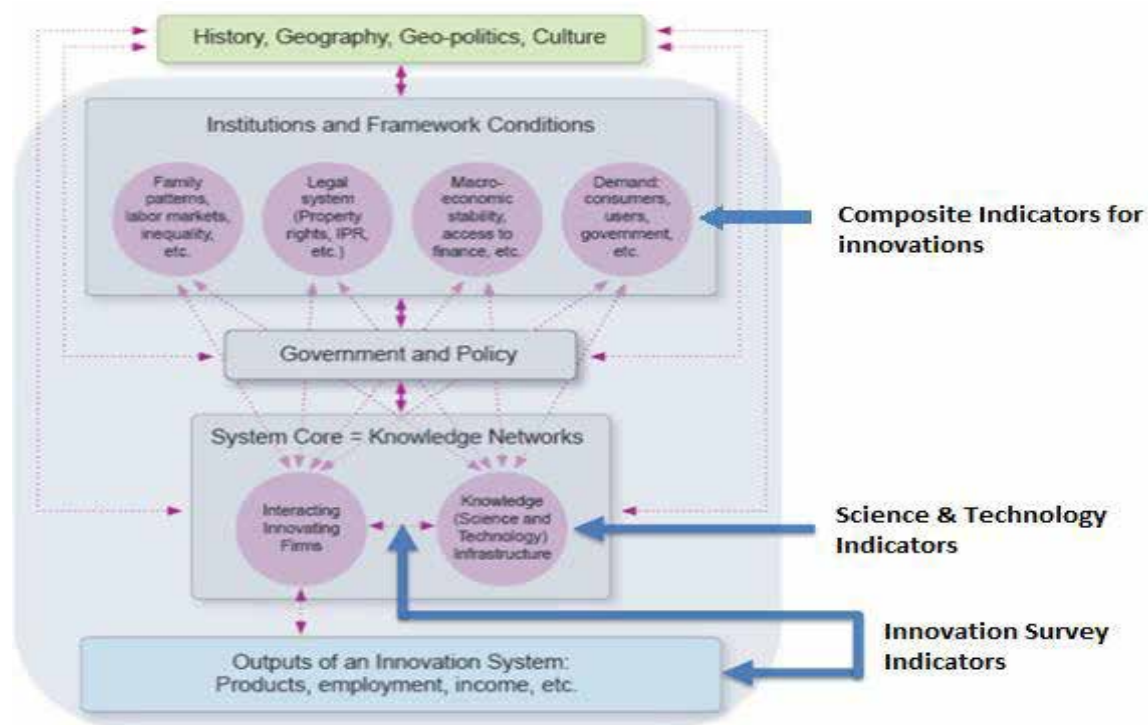 History, Geography, Geo-politics, Culture
Institutions and Framework Conditions
Family
patterns,
labor markets,
inequality,
etc.
Legal
system
(Property
rights, IPR,
etc.)
Macro-
economic
stability,
access to
finance, etc.
Demand:
consumers,
users,
government,
etc.
Composite Indicators for
innovations
Government and Policy
System Core = Knowledge Networks
Interacting
Innovating
Firms
Knowledge
(Science and
Technology)
Infrastructure
Science & Technology
Indicators
Innovation Survey
Indicators
Outputs of an Innovation System:
Products, employment, income, etc.